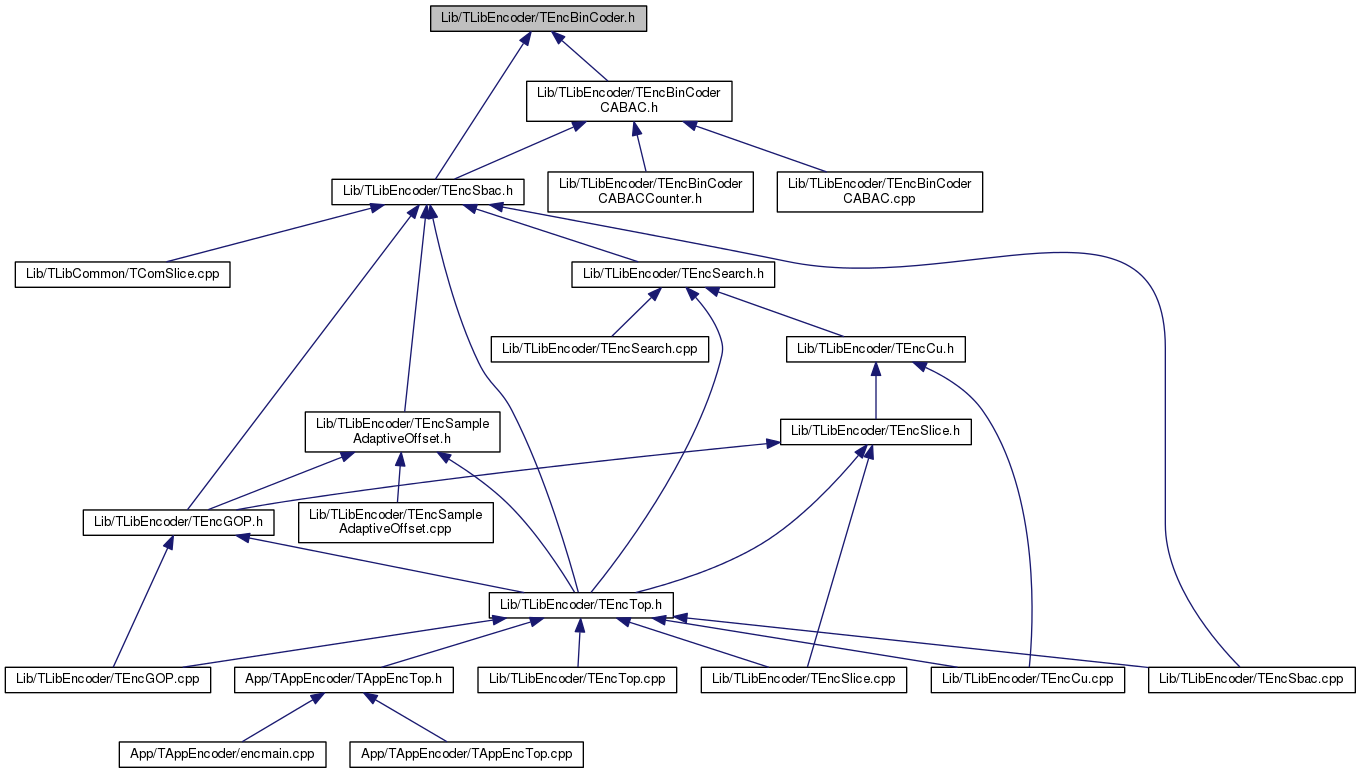 Lib/TLibEncoder/TEncBinCoder.h
Lib/TLibEncoder/TEncBinCoder
CABAC.h
Lib/TLibEncoder/TEncSbac.h
Lib/TLibEncoder/TEncBinCoder
CABACCounter.h
Lib/TLibEncoder/TEncBinCoder
CABAC.cpp
Lib/TLibCommon/TComSlice.cpp
Lib/TLibEncoder/TEncSearch.h
Lib/TLibEncoder/TEncSearch.cpp
Lib/TLibEncoder/TEncCu.h
Lib/TLibEncoder/TEncSample
AdaptiveOffset.h
Lib/TLibEncoder/TEncSlice.h
Lib/TLibEncoder/TEncGOP.h
Lib/TLibEncoder/TEncSample
AdaptiveOffset.cpp
Lib/TLibEncoder/TEncTop.h
Lib/TLibEncoder/TEncGOP.cpp
App/TAppEncoder/TAppEncTop.h
Lib/TLibEncoder/TEncTop.cpp
Lib/TLibEncoder/TEncSlice.cpp
Lib/TLibEncoder/TEncCu.cpp
Lib/TLibEncoder/TEncSbac.cpp
App/TAppEncoder/encmain.cpp
App/TAppEncoder/TAppEncTop.cpp